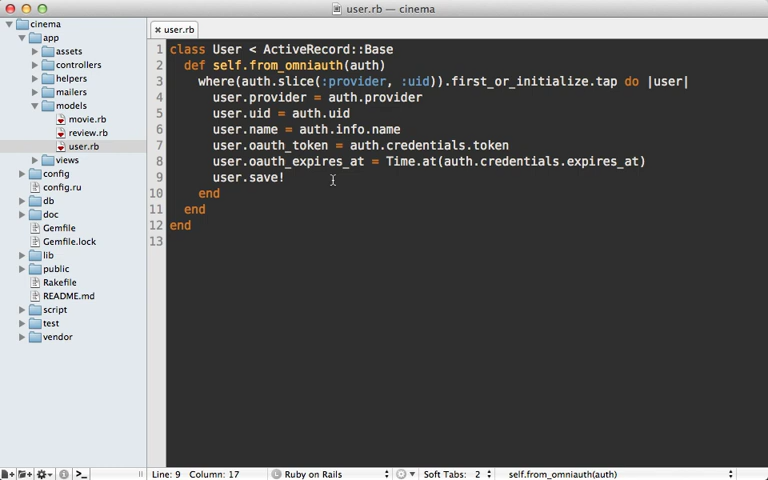 user.rb — cinema
cinema
app
assets
controllers
helpers
mailers
models
movie.rb
review.rb
user.rb
views
config
config.ru
db
doc
Gemfile
Gemfile.lock
lib
public
Rakefile
README.md
script
test
vendor
× user.rb
1 class User < ActiveRecord::Base
2   def self.from_omniauth(auth)
3     where(auth.slice(:provider, :uid)).first_or_initialize.tap do |user|
4       user.provider = auth.provider
5       user.uid = auth.uid
6       user.name = auth.info.name
7       user.oauth_token = auth.credentials.token
8       user.oauth_expires_at = Time.at(auth.credentials.expires_at)
9       user.save!
10     end
11   end
12 end
13
Line: 9 Column: 17 Ruby on Rails Soft Tabs: 2 self.from_omniauth(auth)